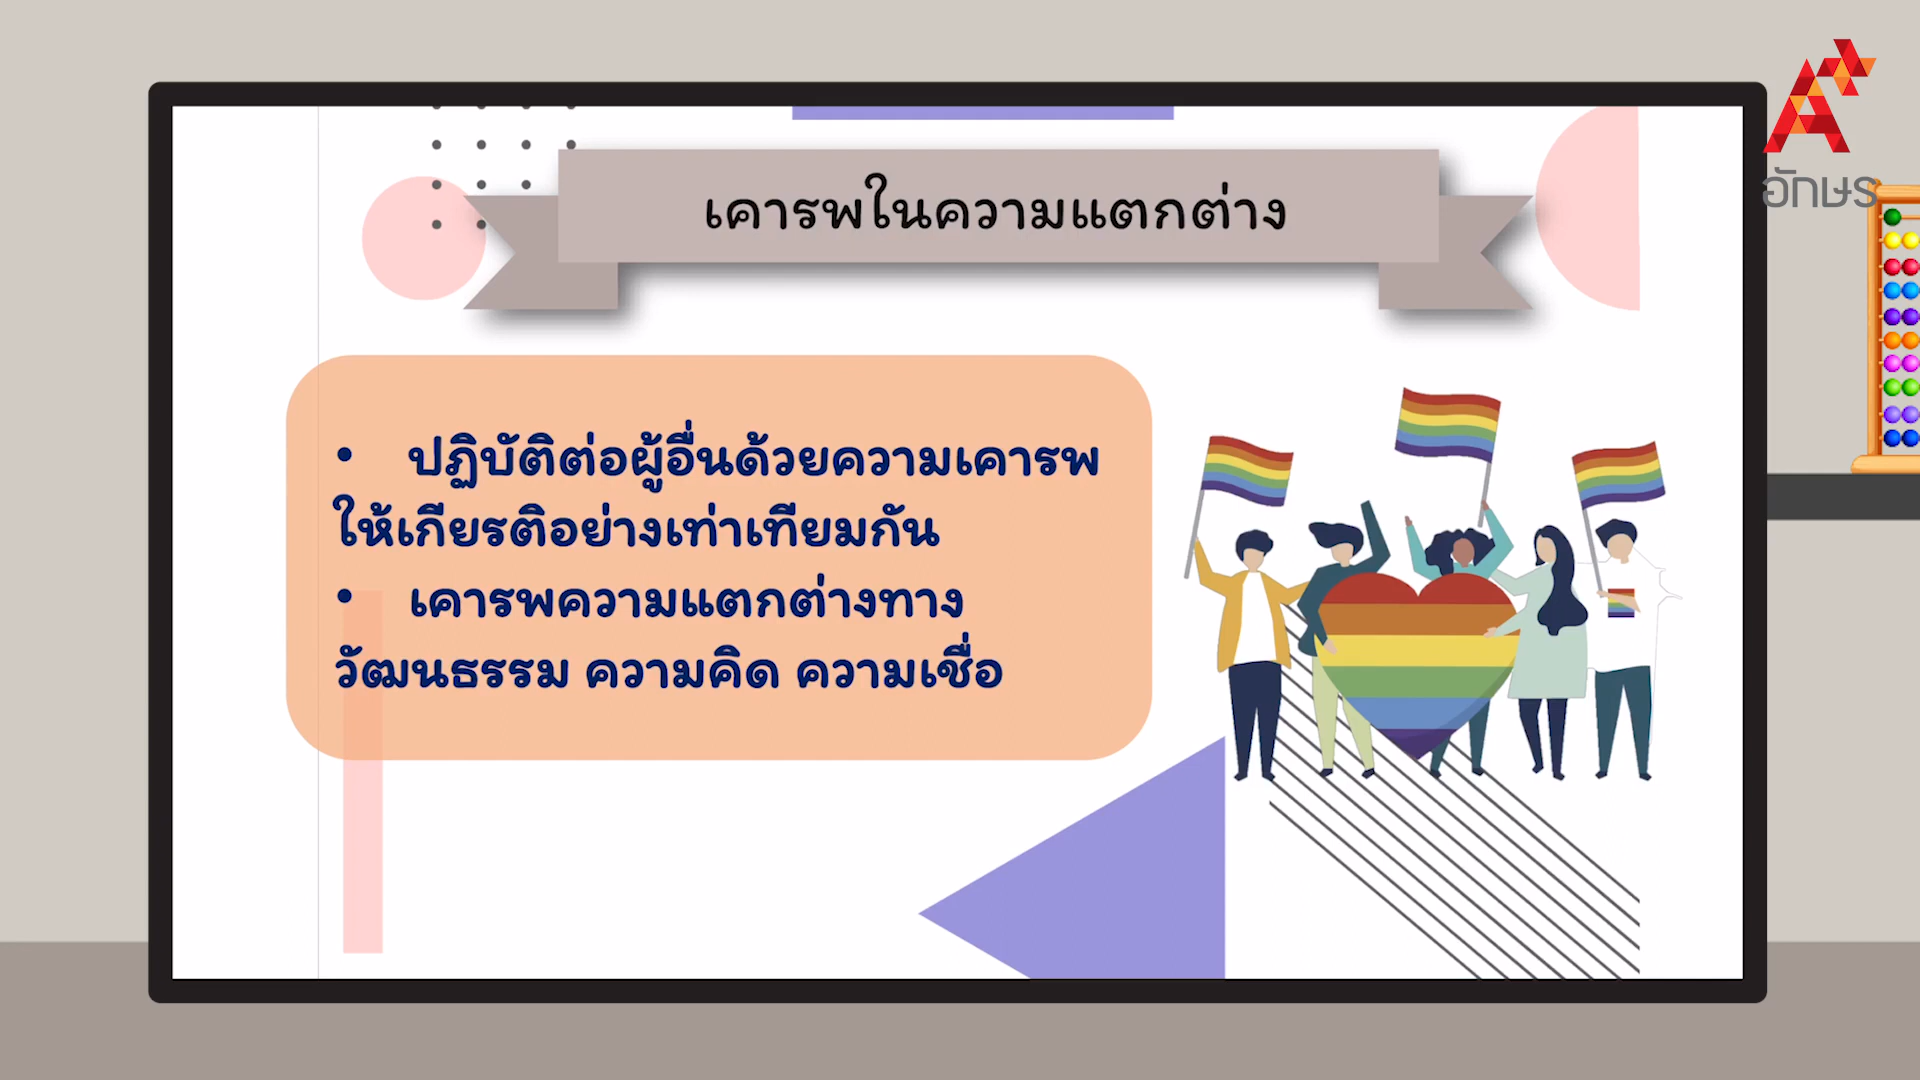 เคารพในความแตกต่าง
อักษร
• ปฏิบัติต่อผู้อื่นด้วยความเคารพ
ให้เกียรติอย่างเท่าเทียมกัน
• เคารพความแตกต่างทาง
วัฒนธรรม ความคิด ความเชื่อ